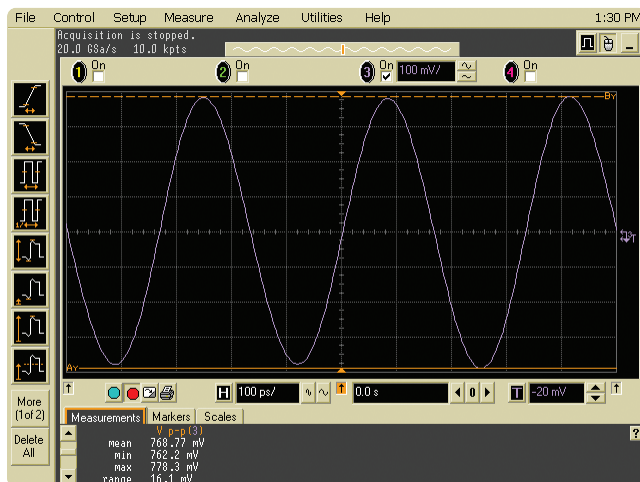 File Control Setup Measure Analyze Utilities Help 1:30 PM
Acquisition is stopped.
20.0 GSa/s 10.0 kpts
1 On 2 On 3 On 100 mV/ 4 On
By
T
Ay
1/
More
(1of 2)
Delete
All
H 100 ps/ 0.0 s 0 T -20 mV
Measurements Markers Scales
?
V p-p(3)
mean 768.77 mV
min 762.2 mV
max 778.3 mV
range 16.1 mV